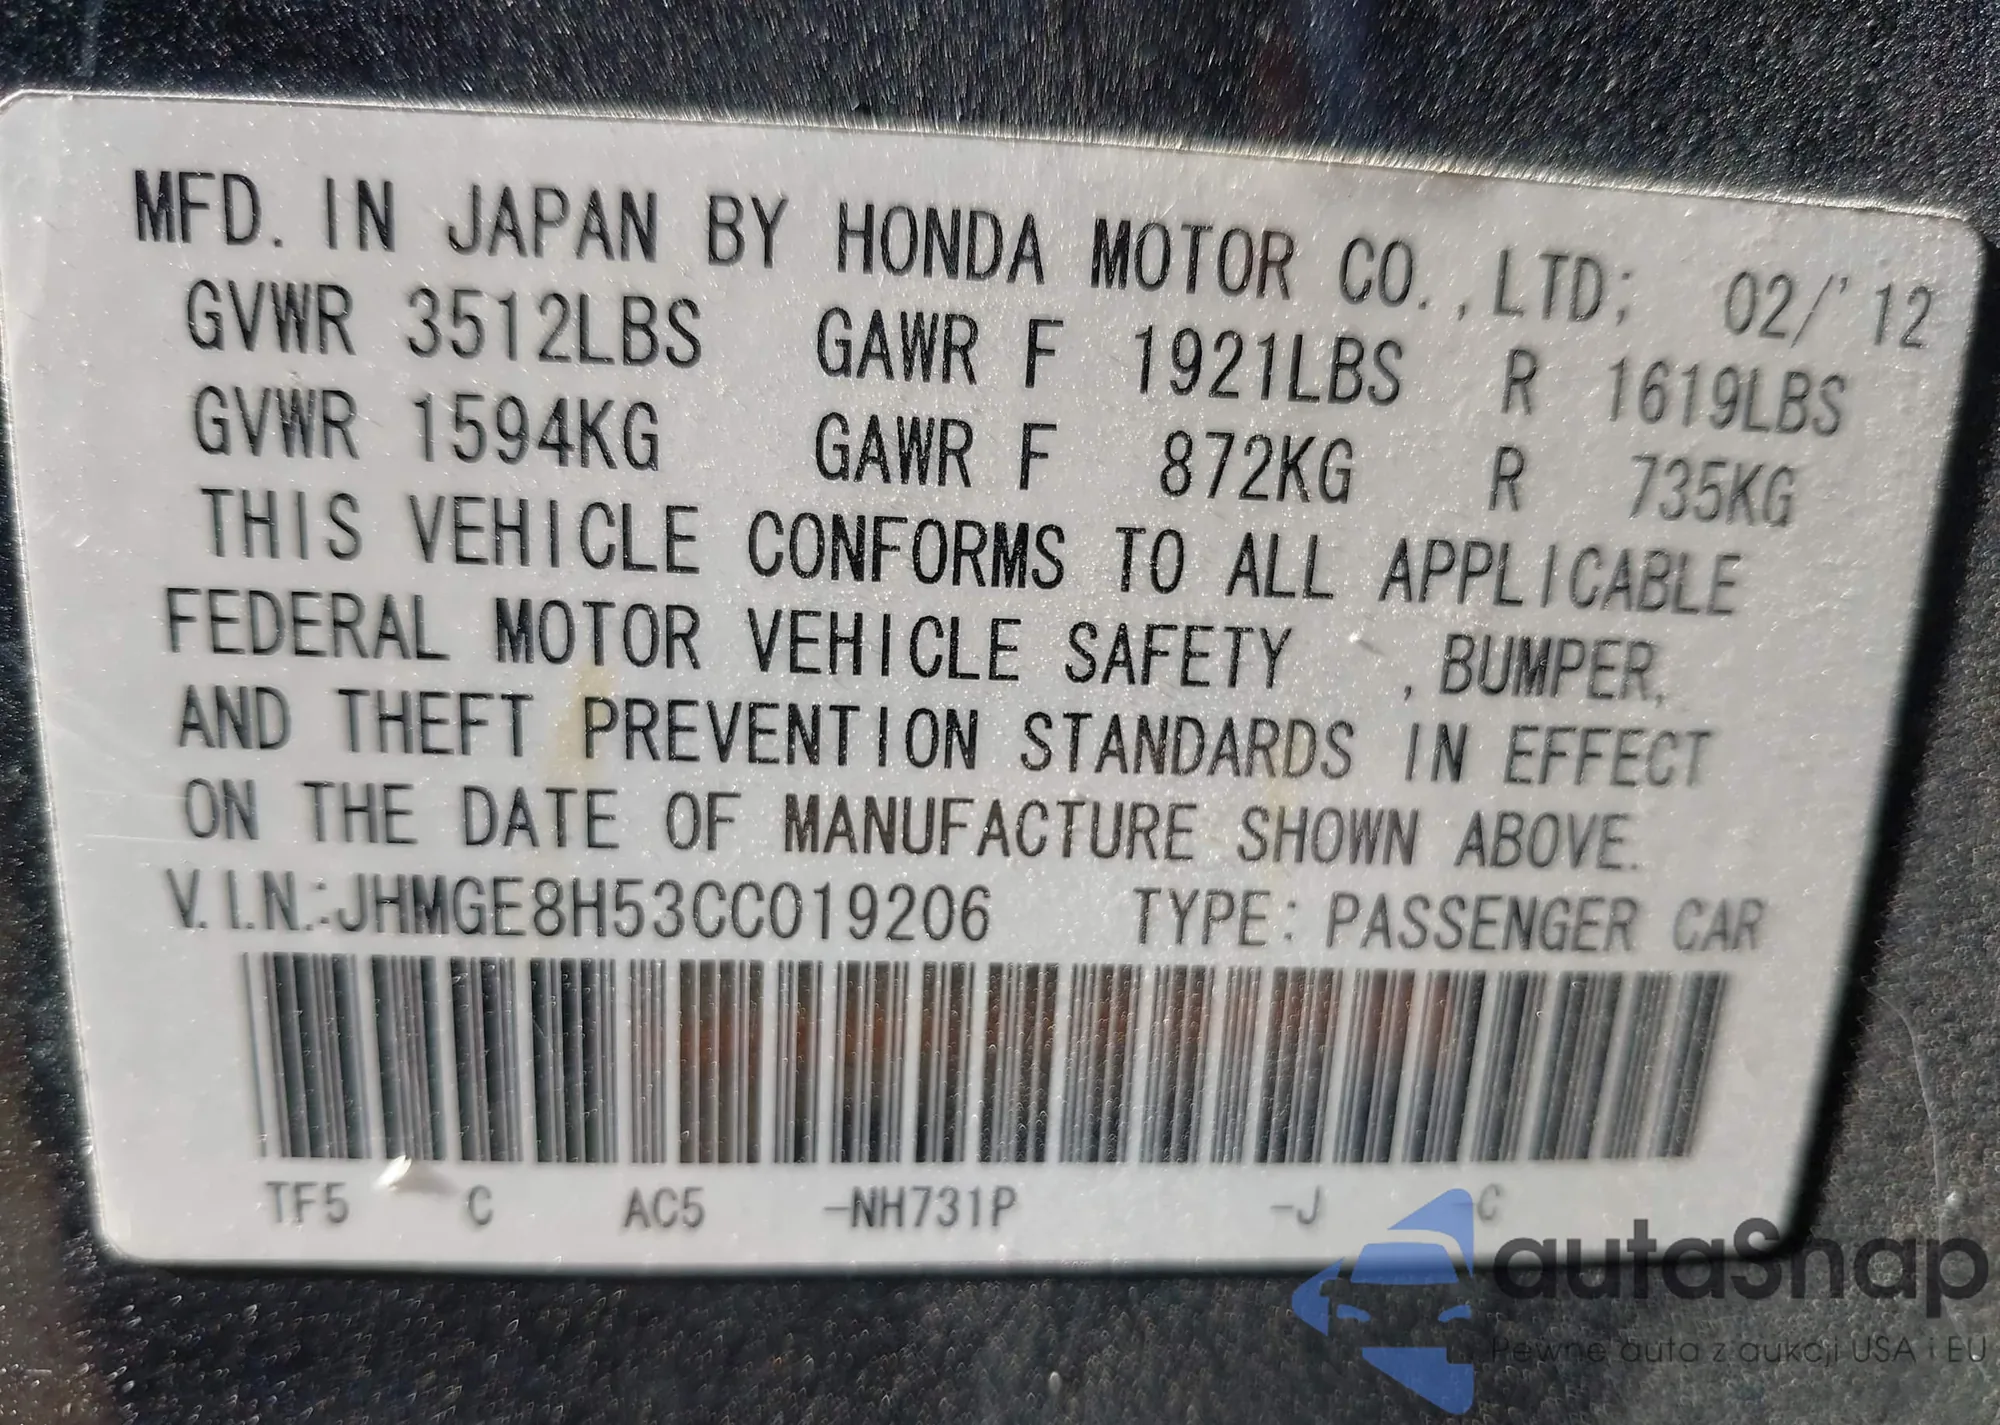 MFD. IN JAPAN BY HONDA MOTOR CO., LTD; 02/'12
GVWR 3512LBS GAWR F 1921LBS R 1619LBS
GVWR 1594KG GAWR F 872KG R 735KG
THIS VEHICLE CONFORMS TO ALL APPLICABLE
FEDERAL MOTOR VEHICLE SAFETY , BUMPER,
AND THEFT PREVENTION STANDARDS IN EFFECT
ON THE DATE OF MANUFACTURE SHOWN ABOVE.
V.I.N.:JHMGE8H53CC019206 TYPE: PASSENGER CAR
TF5 C AC5 -NH731P -J -C
autaSnap
Pewne auta z aukcji USA i EU